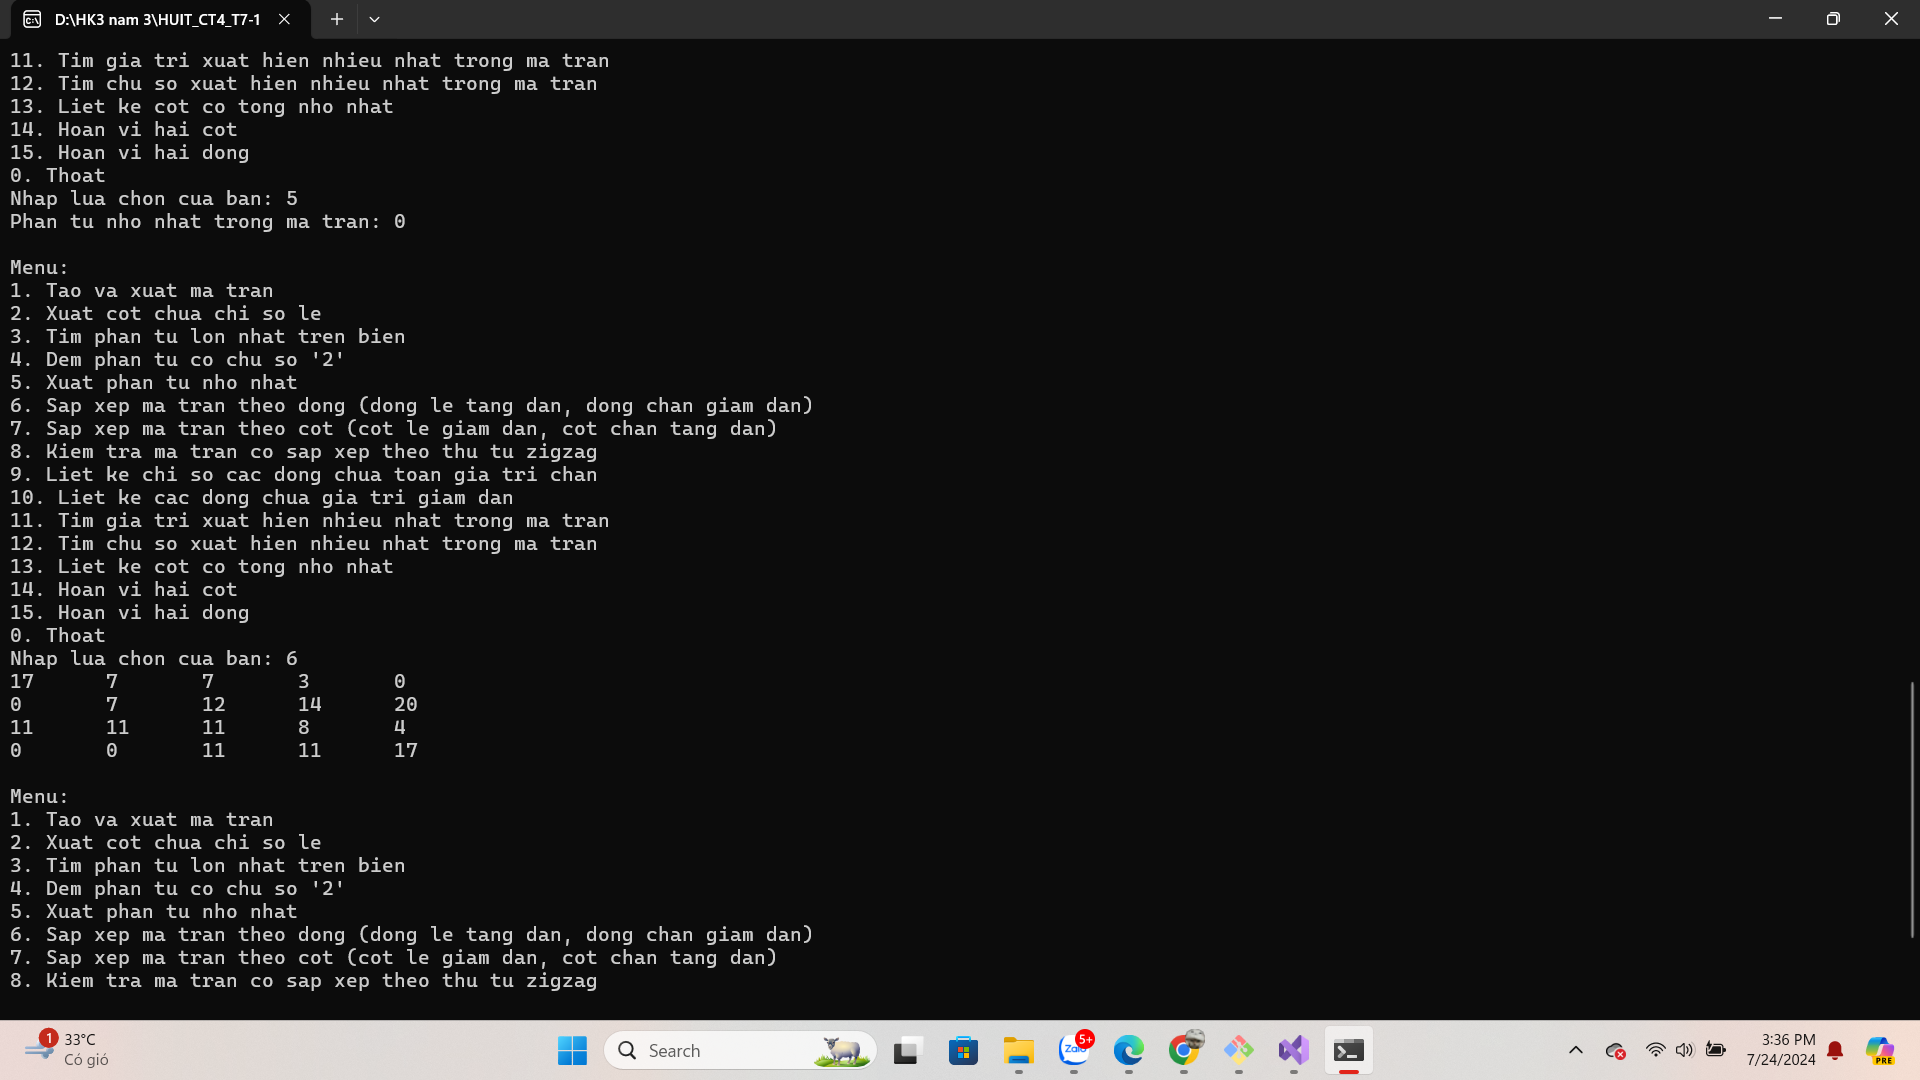 D:\HK3 nam 3\HUIT_CT4_T7-1
11. Tim gia tri xuat hien nhieu nhat trong ma tran
12. Tim chu so xuat hien nhieu nhat trong ma tran
13. Liet ke cot co tong nho nhat
14. Hoan vi hai cot
15. Hoan vi hai dong
0. Thoat
Nhap lua chon cua ban: 5
Phan tu nho nhat trong ma tran: 0
Menu:
1. Tao va xuat ma tran
2. Xuat cot chua chi so le
3. Tim phan tu lon nhat tren bien
4. Dem phan tu co chu so '2'
5. Xuat phan tu nho nhat
6. Sap xep ma tran theo dong (dong le tang dan, dong chan giam dan)
7. Sap xep ma tran theo cot (cot le giam dan, cot chan tang dan)
8. Kiem tra ma tran co sap xep theo thu tu zigzag
9. Liet ke chi so cac dong chua toan gia tri chan
10. Liet ke cac dong chua gia tri giam dan
11. Tim gia tri xuat hien nhieu nhat trong ma tran
12. Tim chu so xuat hien nhieu nhat trong ma tran
13. Liet ke cot co tong nho nhat
14. Hoan vi hai cot
15. Hoan vi hai dong
0. Thoat
Nhap lua chon cua ban: 6
17 7 7 3 0
0 7 12 14 20
11 11 11 8 4
0 0 11 11 17
Menu:
1. Tao va xuat ma tran
2. Xuat cot chua chi so le
3. Tim phan tu lon nhat tren bien
4. Dem phan tu co chu so '2'
5. Xuat phan tu nho nhat
6. Sap xep ma tran theo dong (dong le tang dan, dong chan giam dan)
7. Sap xep ma tran theo cot (cot le giam dan, cot chan tang dan)
8. Kiem tra ma tran co sap xep theo thu tu zigzag
1
33°C
Có gió
Search
Zalo
5+
3:36 PM
7/24/2024
PRE